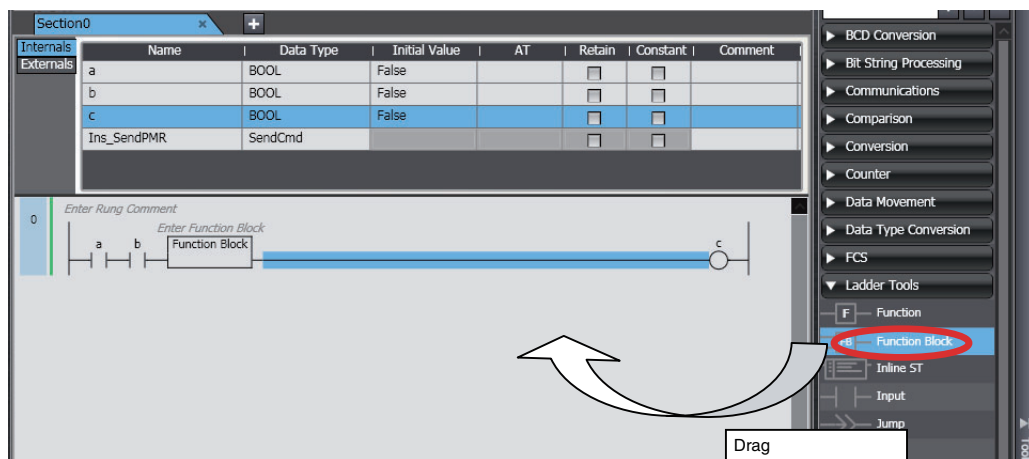 Section0 × +
Internals
Externals
Name Data Type Initial Value AT Retain Constant Comment
a BOOL False
b BOOL False
c BOOL False
Ins_SendPMR SendCmd
0
Enter Rung Comment
Enter Function Block
a b Function Block c
BCD Conversion
Bit String Processing
Communications
Comparison
Conversion
Counter
Data Movement
Data Type Conversion
FCS
Ladder Tools
F Function
FB Function Block
Inline ST
Input
Jump
Drag